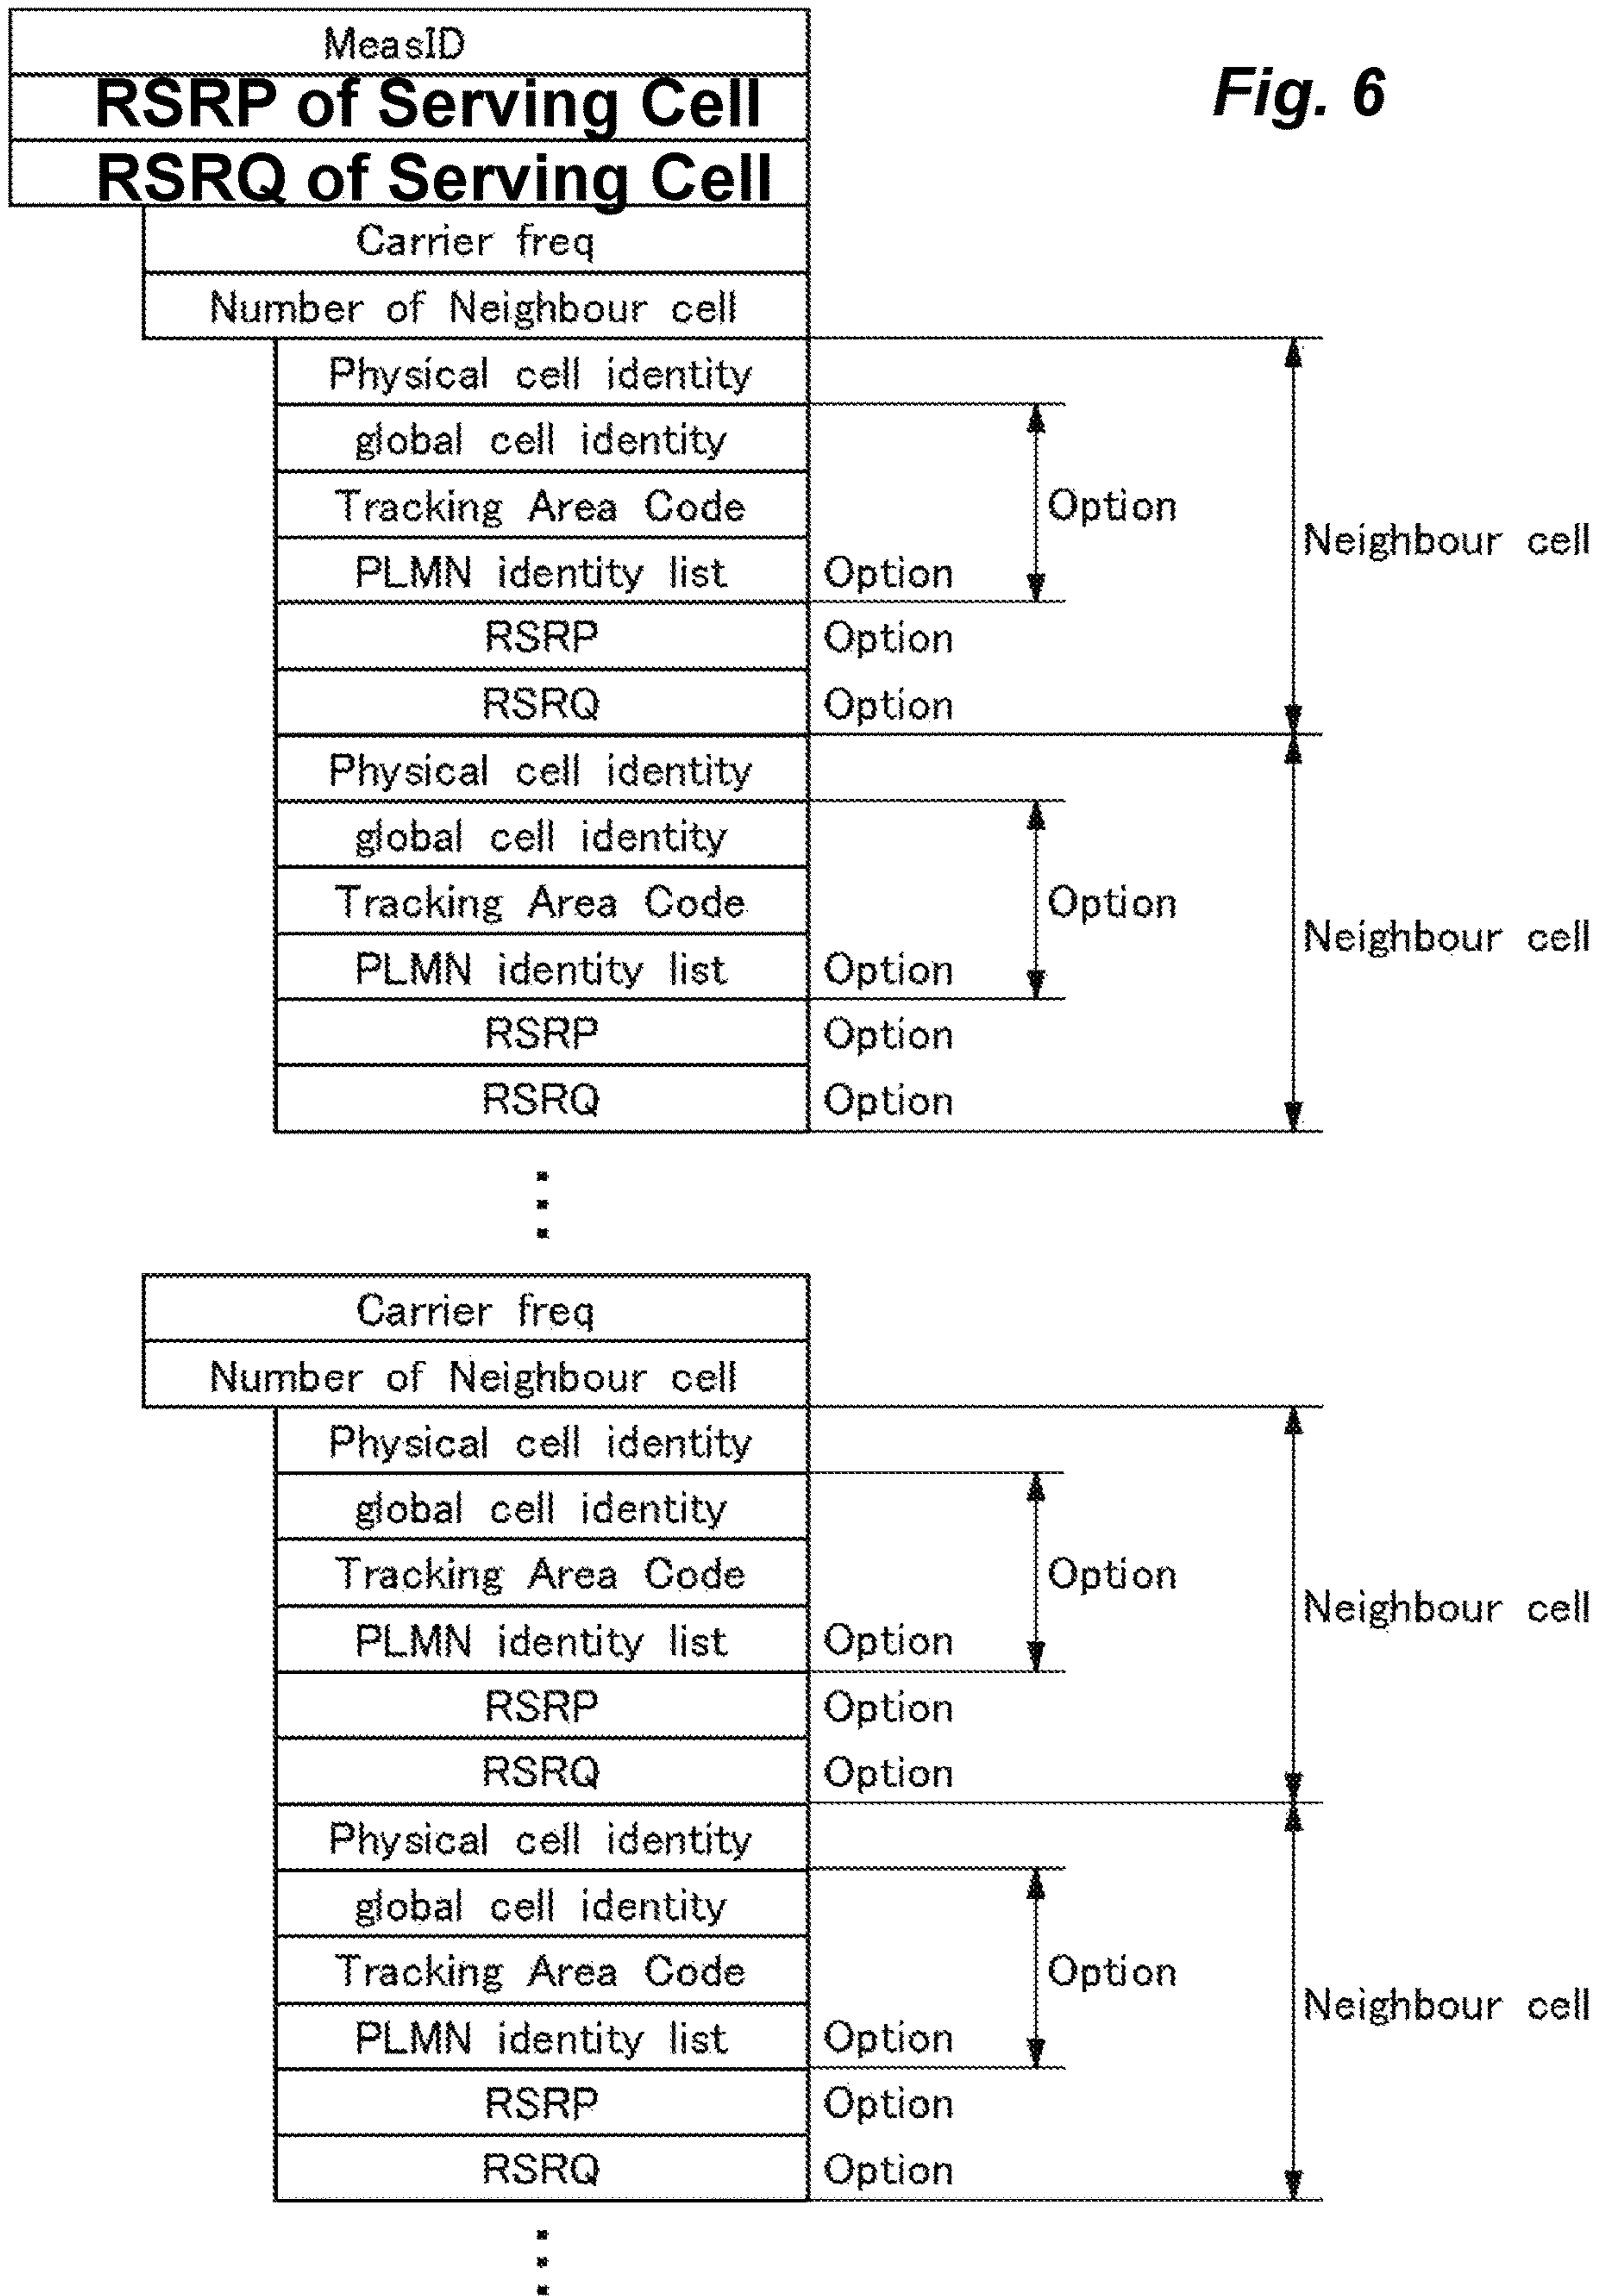 MeasID
Fig. 6
RSRP of Serving Cell
RSRQ of Serving Cell
Carrier freq
Number of Neighbour cell
Physical cell identity
global cell identity
Tracking Area Code Option
Neighbour cell
PLMN identity list Option
RSRP Option
RSRQ Option
Physical cell identity
global cell identity
Tracking Area Code Option
Neighbour cell
PLMN identity list Option
RSRP Option
RSRQ Option
Carrier freq
Number of Neighbour cell
Physical cell identity
global cell identity
Tracking Area Code Option
Neighbour cell
PLMN identity list Option
RSRP Option
RSRQ Option
Physical cell identity
global cell identity
Tracking Area Code Option
Neighbour cell
PLMN identity list Option
RSRP Option
RSRQ Option